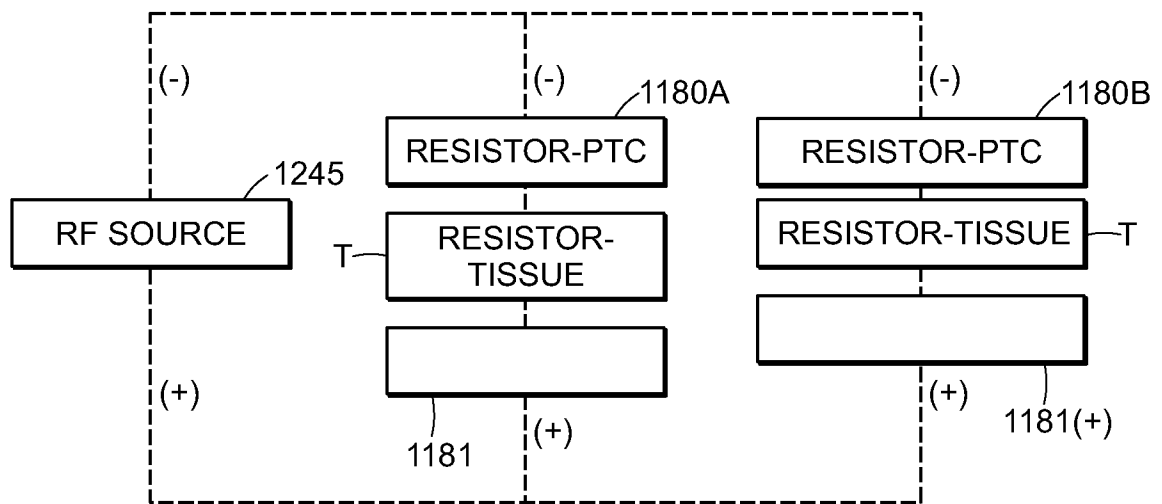 (-)
(-)
(-)
1180A
1180B
RESISTOR-PTC
RESISTOR-PTC
1245
RF SOURCE
T
RESISTOR-
TISSUE
RESISTOR-TISSUE
T
(+)
1181
(+)
(+)
1181(+)